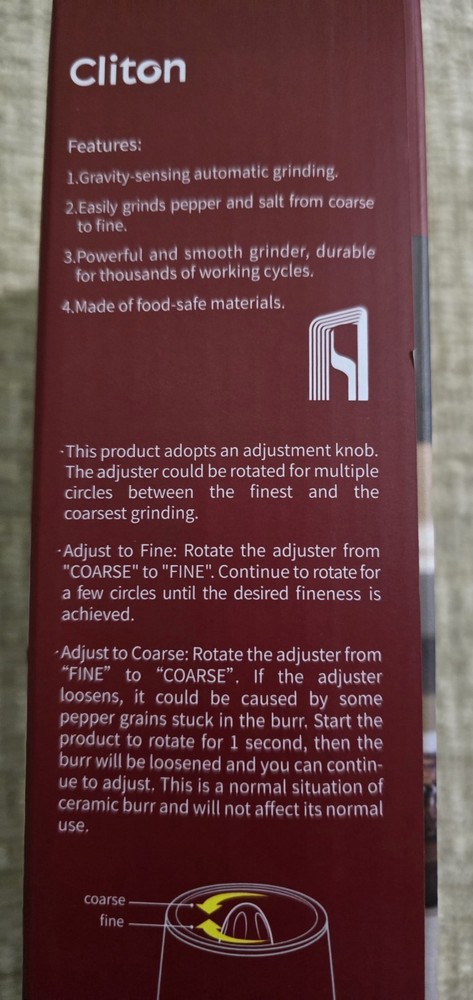 Cliton
Features:
1.Gravity-sensing automatic grinding.
2.Easily grinds pepper and salt from coarse
to fine.
3.Powerful and smooth grinder, durable
for thousands of working cycles.
4.Made of food-safe materials.
·This product adopts an adjustment knob.
The adjuster could be rotated for multiple
circles between the finest and the
coarsest grinding.
·Adjust to Fine: Rotate the adjuster from
"COARSE" to "FINE". Continue to rotate for
a few circles until the desired fineness is
achieved.
·Adjust to Coarse: Rotate the adjuster from
“FINE” to “COARSE”. If the adjuster
loosens, it could be caused by some
pepper grains stuck in the burr. Start the
product to rotate for 1 second, then the
burr will be loosened and you can contin-
ue to adjust. This is a normal situation of
ceramic burr and will not affect its normal
use.
coarse
fine